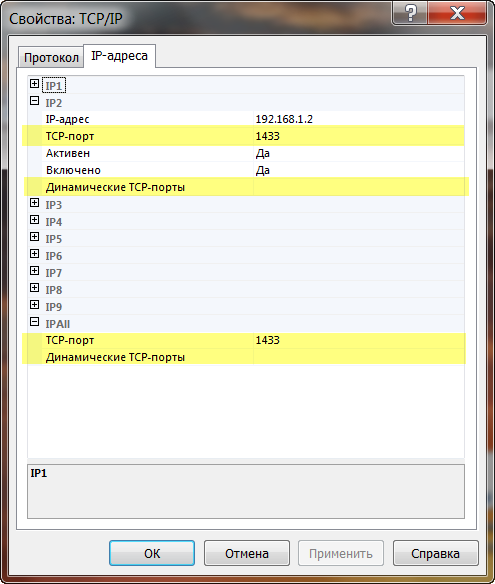 Свойства: TCP/IP
?
Протокол
IP-адреса
IP1
IP2
IP-адрес 192.168.1.2
TCP-порт 1433
Активен Да
Включено Да
Динамические TCP-порты
IP3
IP4
IP5
IP6
IP7
IP8
IP9
IPAll
TCP-порт 1433
Динамические TCP-порты
IP1
ОК Отмена Применить Справка